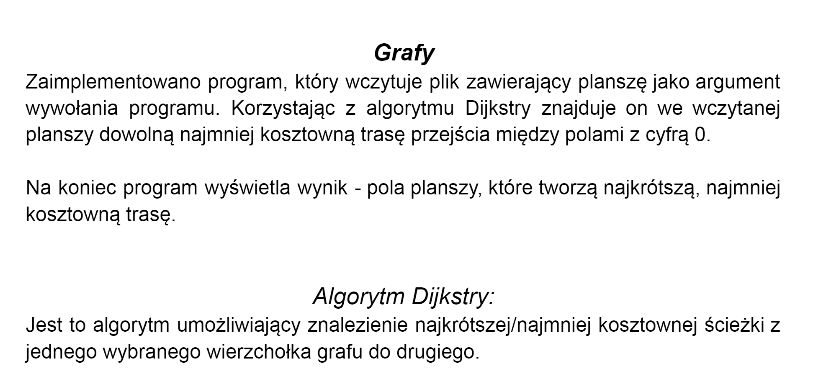 Grafy
Zaimplementowano program, który wczytuje plik zawierający planszę jako argument
wywołania programu. Korzystając z algorytmu Dijkstry znajduje on we wczytanej
planszy dowolną najmniej kosztowną trasę przejścia między polami z cyfrą 0.
Na koniec program wyświetla wynik - pola planszy, które tworzą najkrótszą, najmniej
kosztowną trasę.
Algorytm Dijkstry:
Jest to algorytm umożliwiający znalezienie najkrótszej/najmniej kosztownej ścieżki z
jednego wybranego wierzchołka grafu do drugiego.